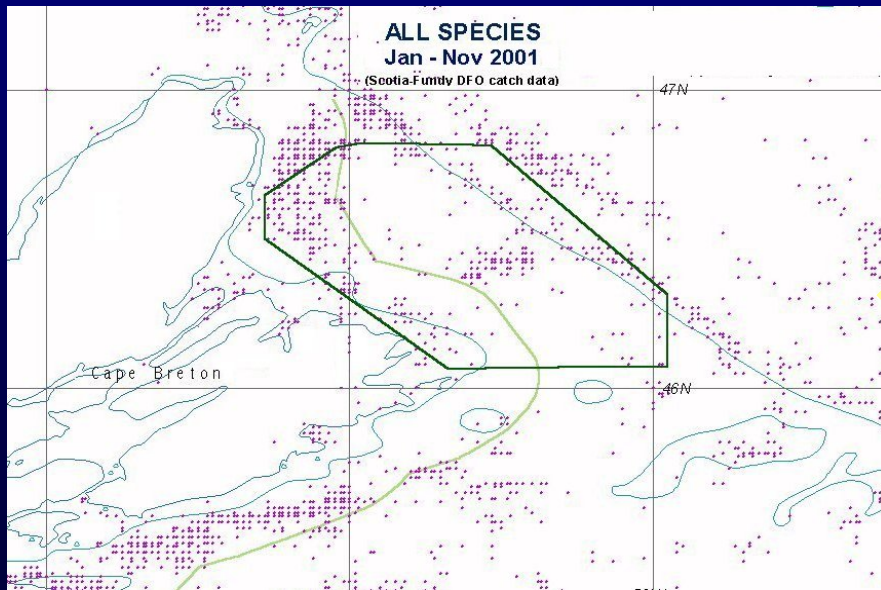 ALL SPECIES
Jan - Nov 2001
(Scotia-Fundy DFO catch data)
47N
Cape Breton
46N